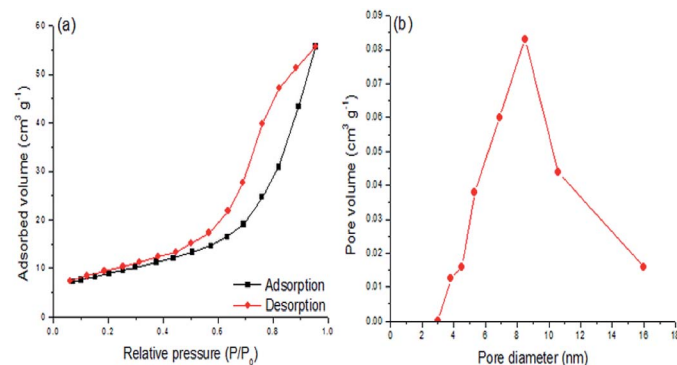 (a)
60
50
40
30
20
10
0
0.0 0.2 0.4 0.6 0.8 1.0
Adsorbed volume (cm³ g⁻¹)
Relative pressure (P/P₀)
Adsorption
Desorption
(b)
0.09
0.08
0.07
0.06
0.05
0.04
0.03
0.02
0.01
0.00
0 2 4 6 8 10 12 14 16 18
Pore volume (cm³ g⁻¹)
Pore diameter (nm)